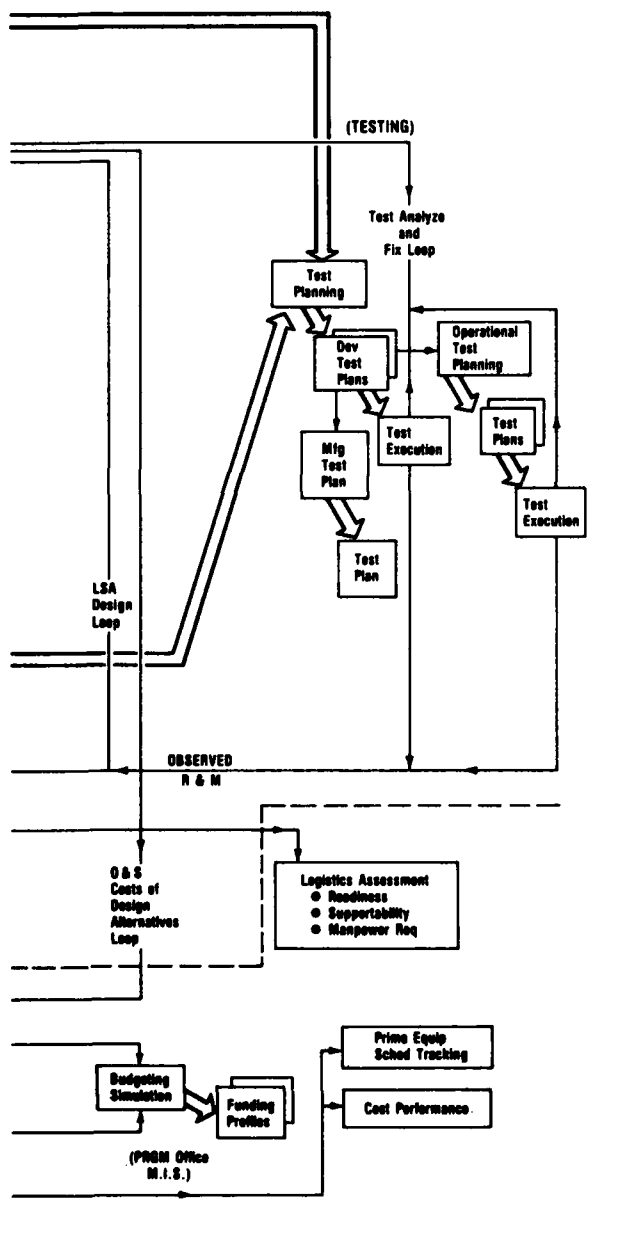 (TESTING)
Test Analyze
and
Fix Loop
Test
Planning
Dev
Test
Plans
Operational
Test
Planning
Test
Plans
Test
Execution
Mfg
Test
Plan
Test
Execution
Test
Plan
LSA
Design
Loop
OBSERVED
R & M
O & S
Costs of
Design
Alternatives
Loop
Logistics Assessment
● Readiness
● Supportability
● Manpower Req
Prime Equip
Sched Tracking
Budgeting
Simulation
Funding
Profiles
Cost Performance
(PRGM Office
M.I.S.)